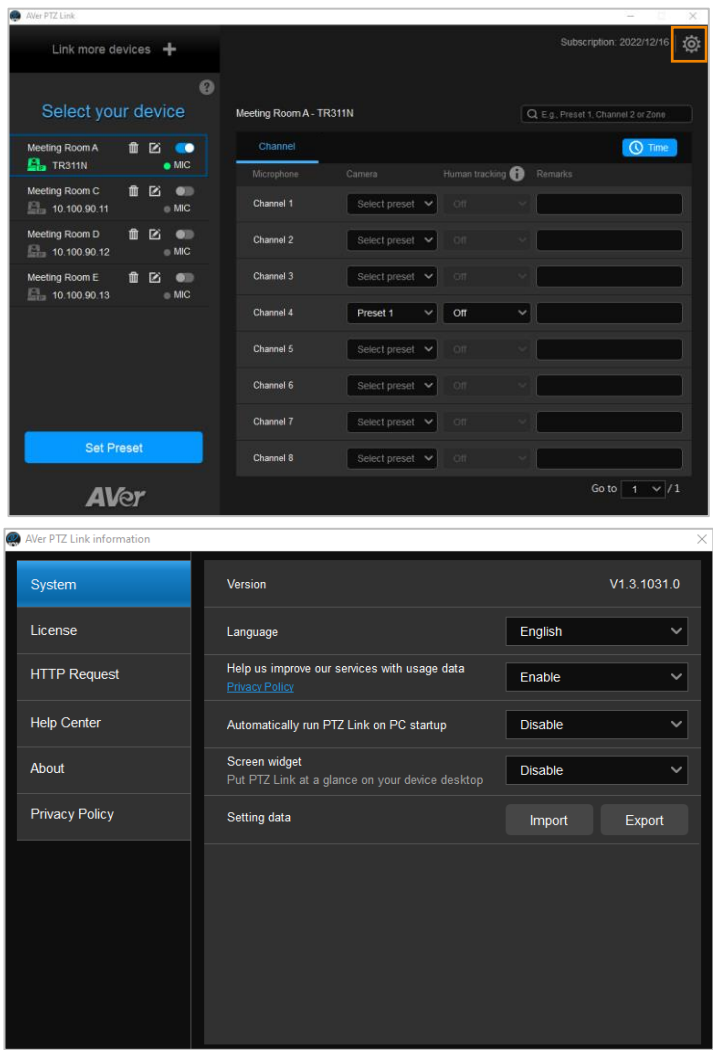 AVer PTZ Link
Link more devices +
Subscription: 2022/12/16
?
Select your device
Meeting Room A - TR311N
E.g., Preset 1, Channel 2 or Zone
Meeting Room A
TR311N
MIC
Meeting Room C
10.100.90.11
MIC
Meeting Room D
10.100.90.12
MIC
Meeting Room E
10.100.90.13
MIC
Set Preset
AVer
Channel
Time
Microphone Camera Human tracking i Remarks
Channel 1 Select preset Off
Channel 2 Select preset Off
Channel 3 Select preset Off
Channel 4 Preset 1 Off
Channel 5 Select preset Off
Channel 6 Select preset Off
Channel 7 Select preset Off
Channel 8 Select preset Off
Go to 1 /1
AVer PTZ Link information
System
License
HTTP Request
Help Center
About
Privacy Policy
Version V1.3.1031.0
Language English
Help us improve our services with usage data Enable
Privacy Policy
Automatically run PTZ Link on PC startup Disable
Screen widget Disable
Put PTZ Link at a glance on your device desktop
Setting data Import Export